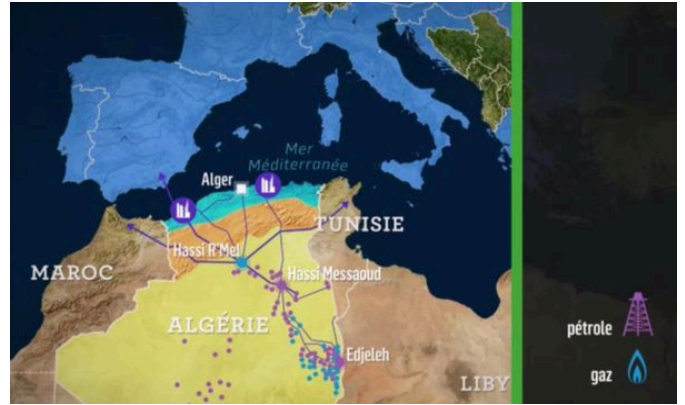 Mer
Méditerranée
Alger
TUNISIE
Hassi R'Mel
Hassi Messaoud
MAROC
ALGÉRIE
Edjeleh
LIBY
pétrole
gaz